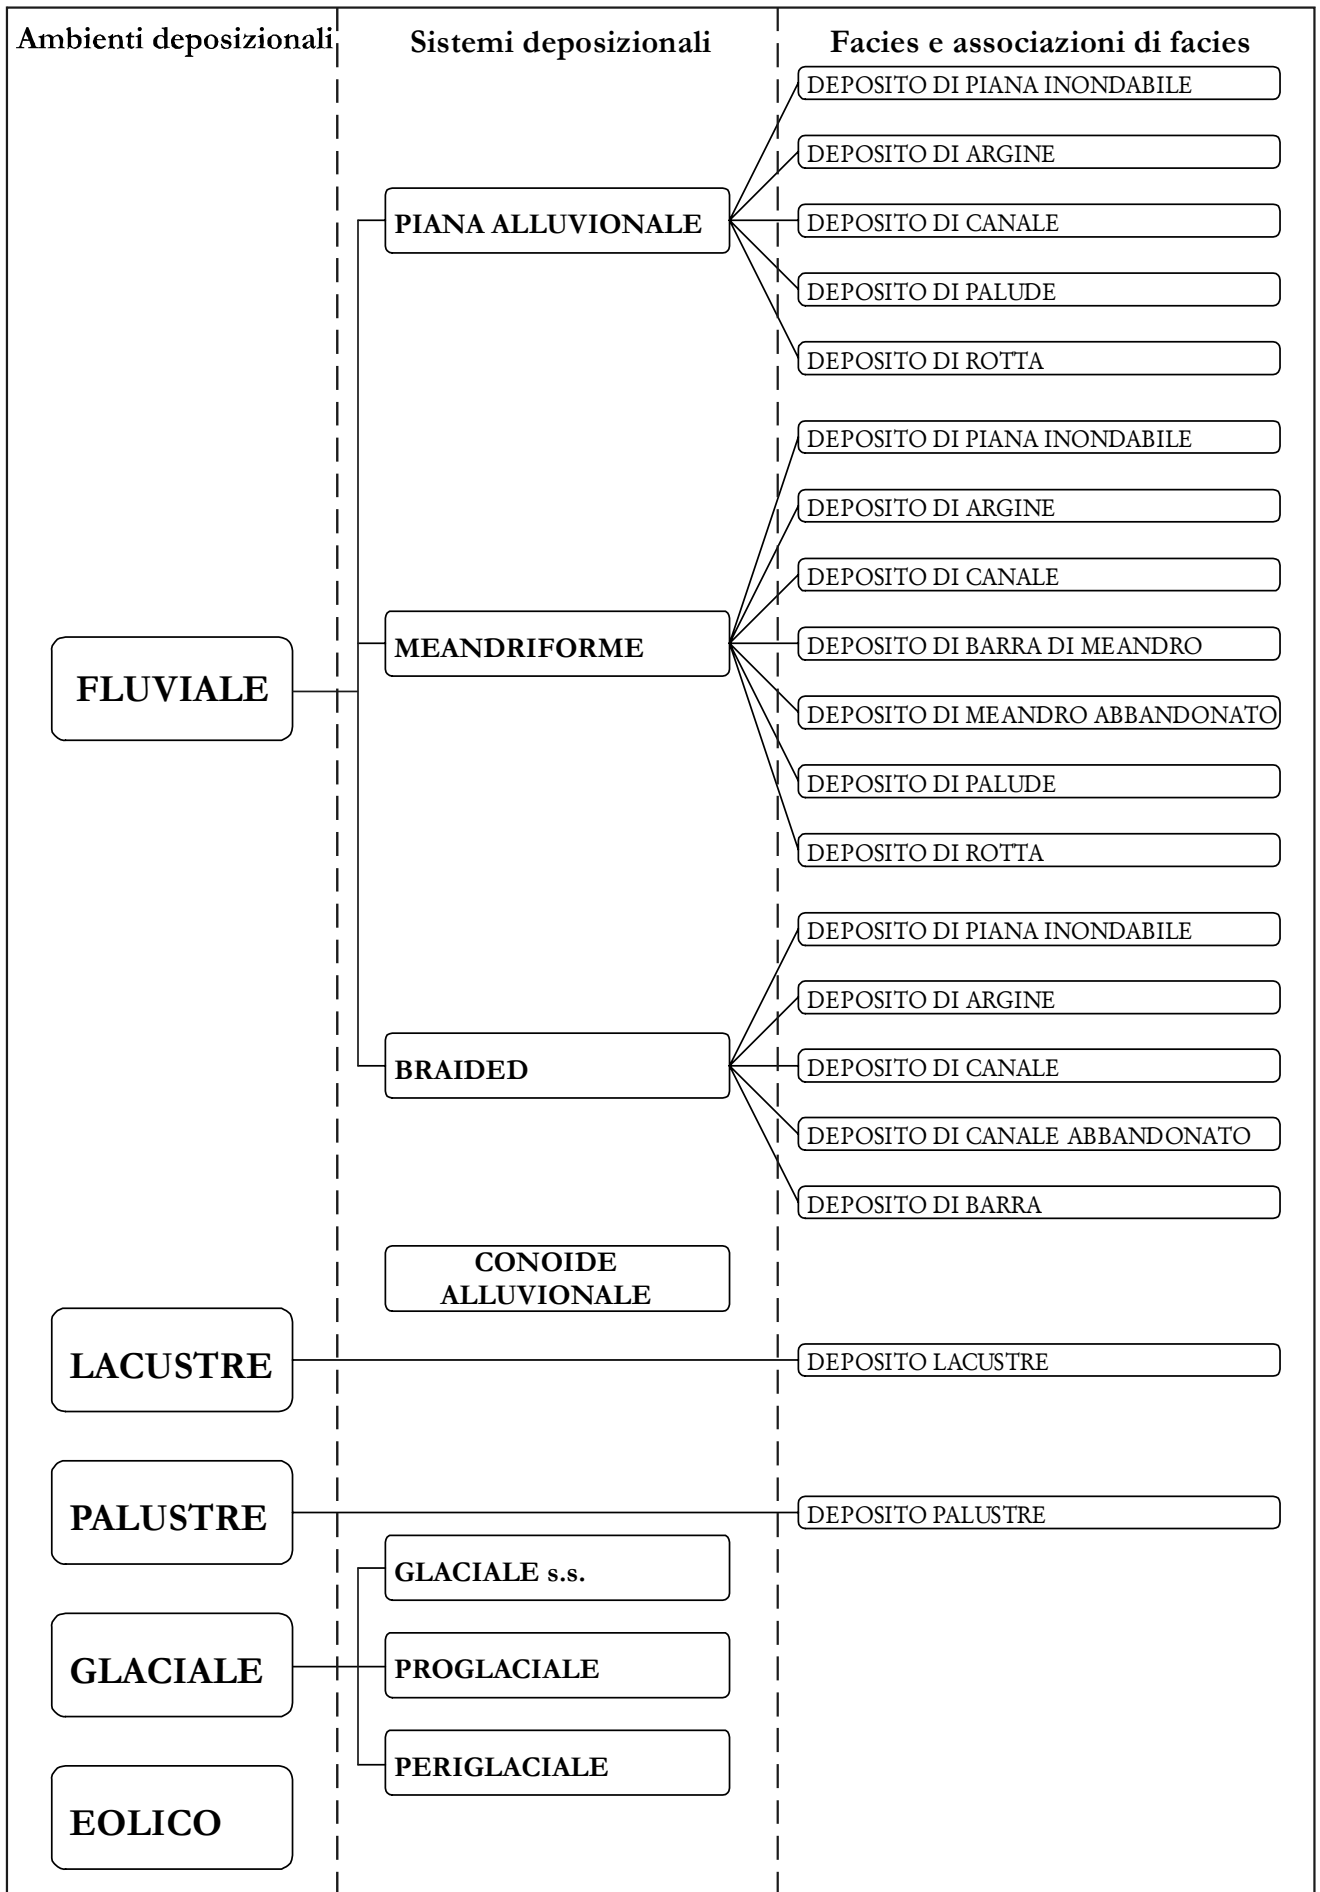 Ambienti deposizionali
Sistemi deposizionali
Facies e associazioni di facies
DEPOSITO DI PIANA INONDABILE
DEPOSITO DI ARGINE
PIANA ALLUVIONALE
DEPOSITO DI CANALE
DEPOSITO DI PALUDE
DEPOSITO DI ROTTA
DEPOSITO DI PIANA INONDABILE
DEPOSITO DI ARGINE
DEPOSITO DI CANALE
FLUVIALE
MEANDRIFORME
DEPOSITO DI BARRA DI MEANDRO
DEPOSITO DI MEANDRO ABBANDONATO
DEPOSITO DI PALUDE
DEPOSITO DI ROTTA
DEPOSITO DI PIANA INONDABILE
DEPOSITO DI ARGINE
BRAIDED
DEPOSITO DI CANALE
DEPOSITO DI CANALE ABBANDONATO
DEPOSITO DI BARRA
CONOIDE
ALLUVIONALE
LACUSTRE
DEPOSITO LACUSTRE
PALUSTRE
DEPOSITO PALUSTRE
GLACIALE s.s.
GLACIALE
PROGLACIALE
PERIGLACIALE
EOLICO